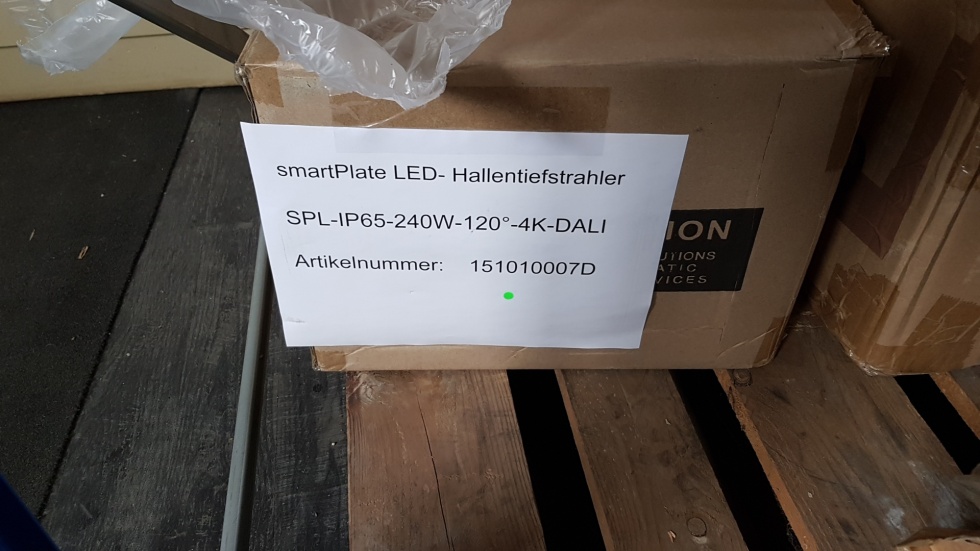 smartPlate LED- Hallentiefstrahler
SPL-IP65-240W-120°-4K-DALI
Artikelnummer: 151010007D